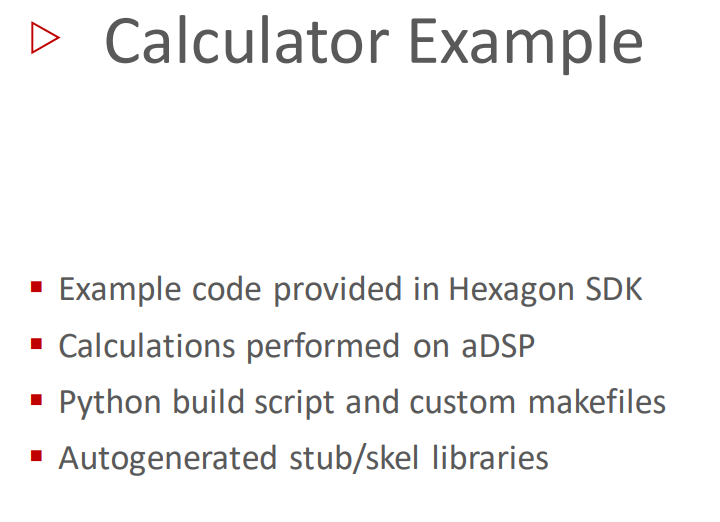 Calculator Example
Example code provided in Hexagon SDK
Calculations performed on aDSP
Python build script and custom makefiles
Autogenerated stub/skel libraries